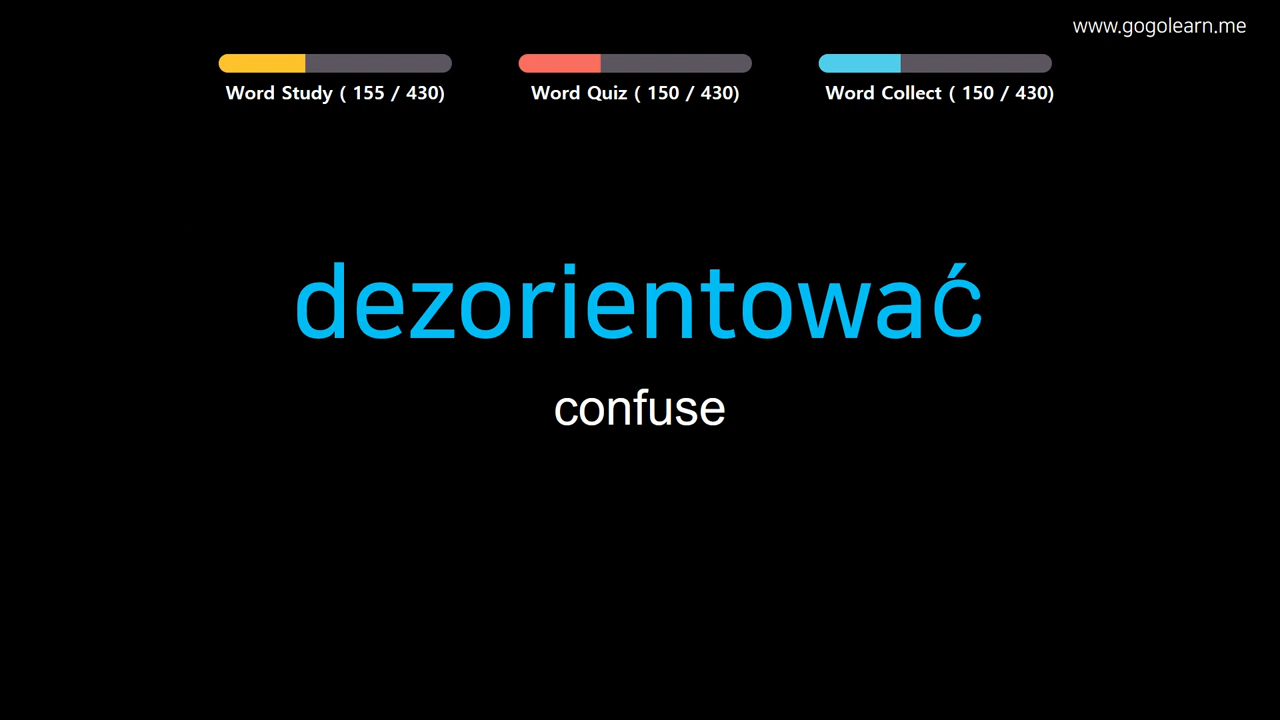 www.gogolearn.me
Word Study ( 155 / 430)
Word Quiz ( 150 / 430)
Word Collect ( 150 / 430)
dezorientować
confuse